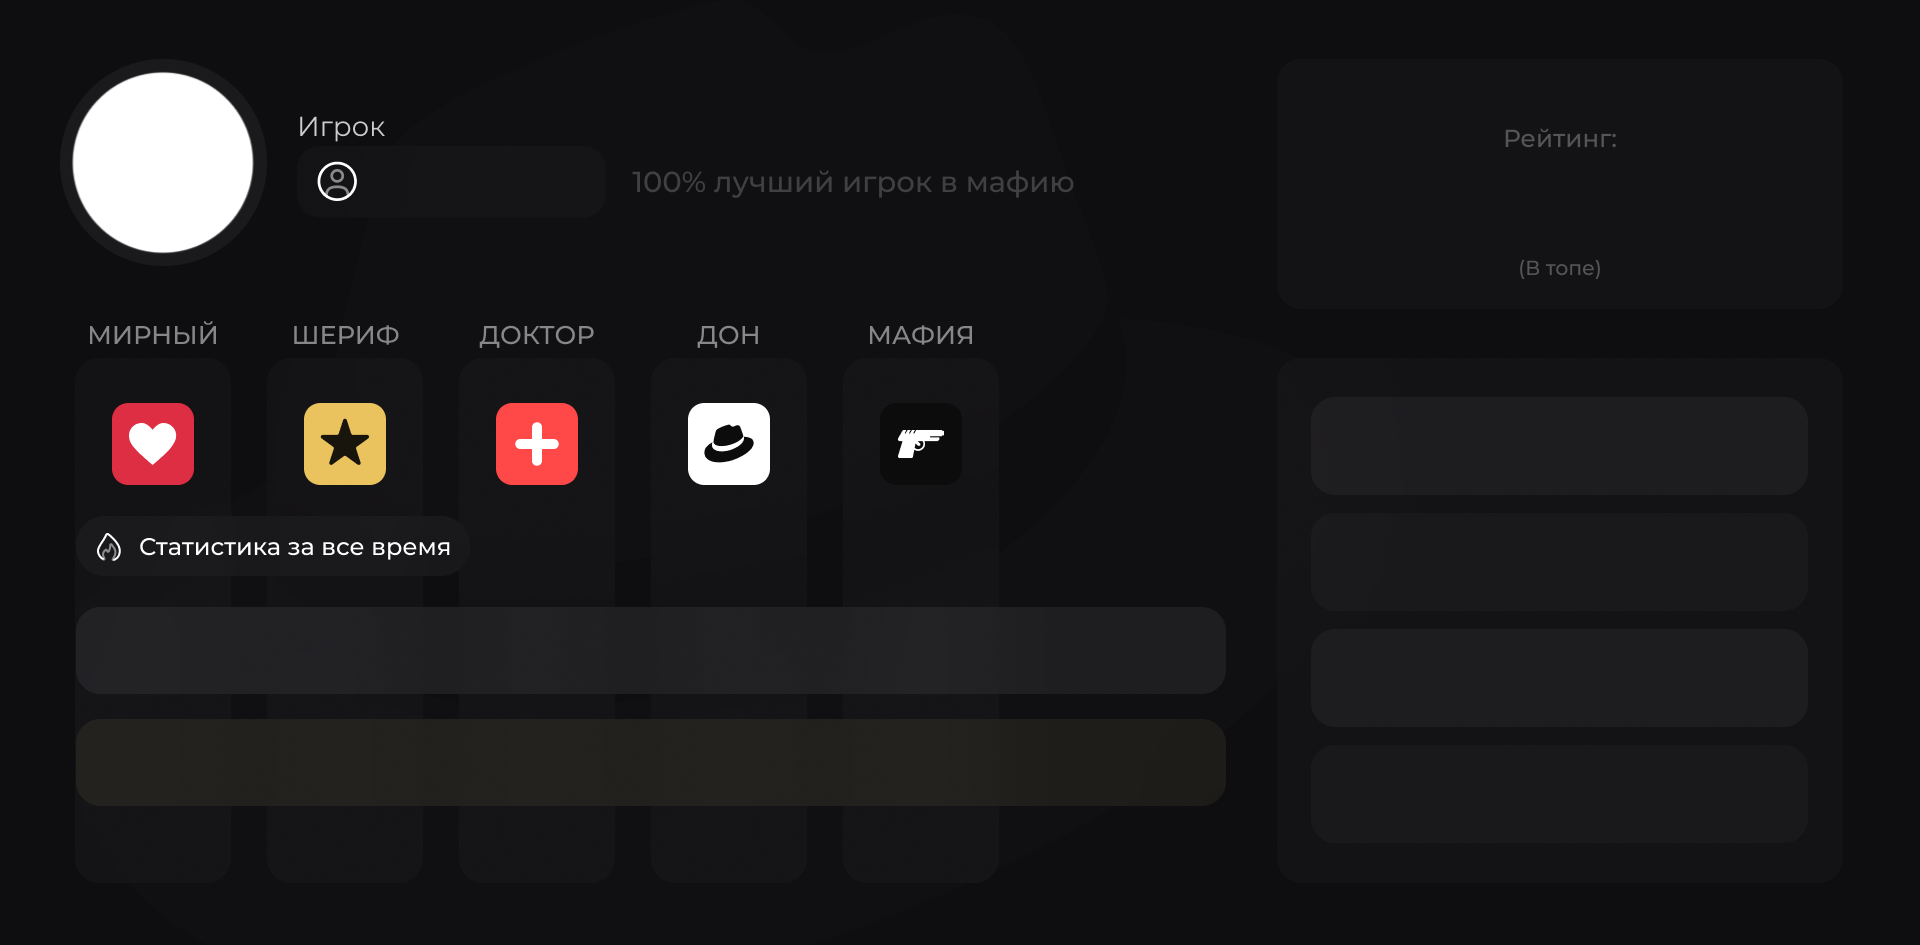 Игрок
100% лучший игрок в мафию
Рейтинг:
(В топе)
МИРНЫЙ
ШЕРИФ
ДОКТОР
ДОН
МАФИЯ
Статистика за все время